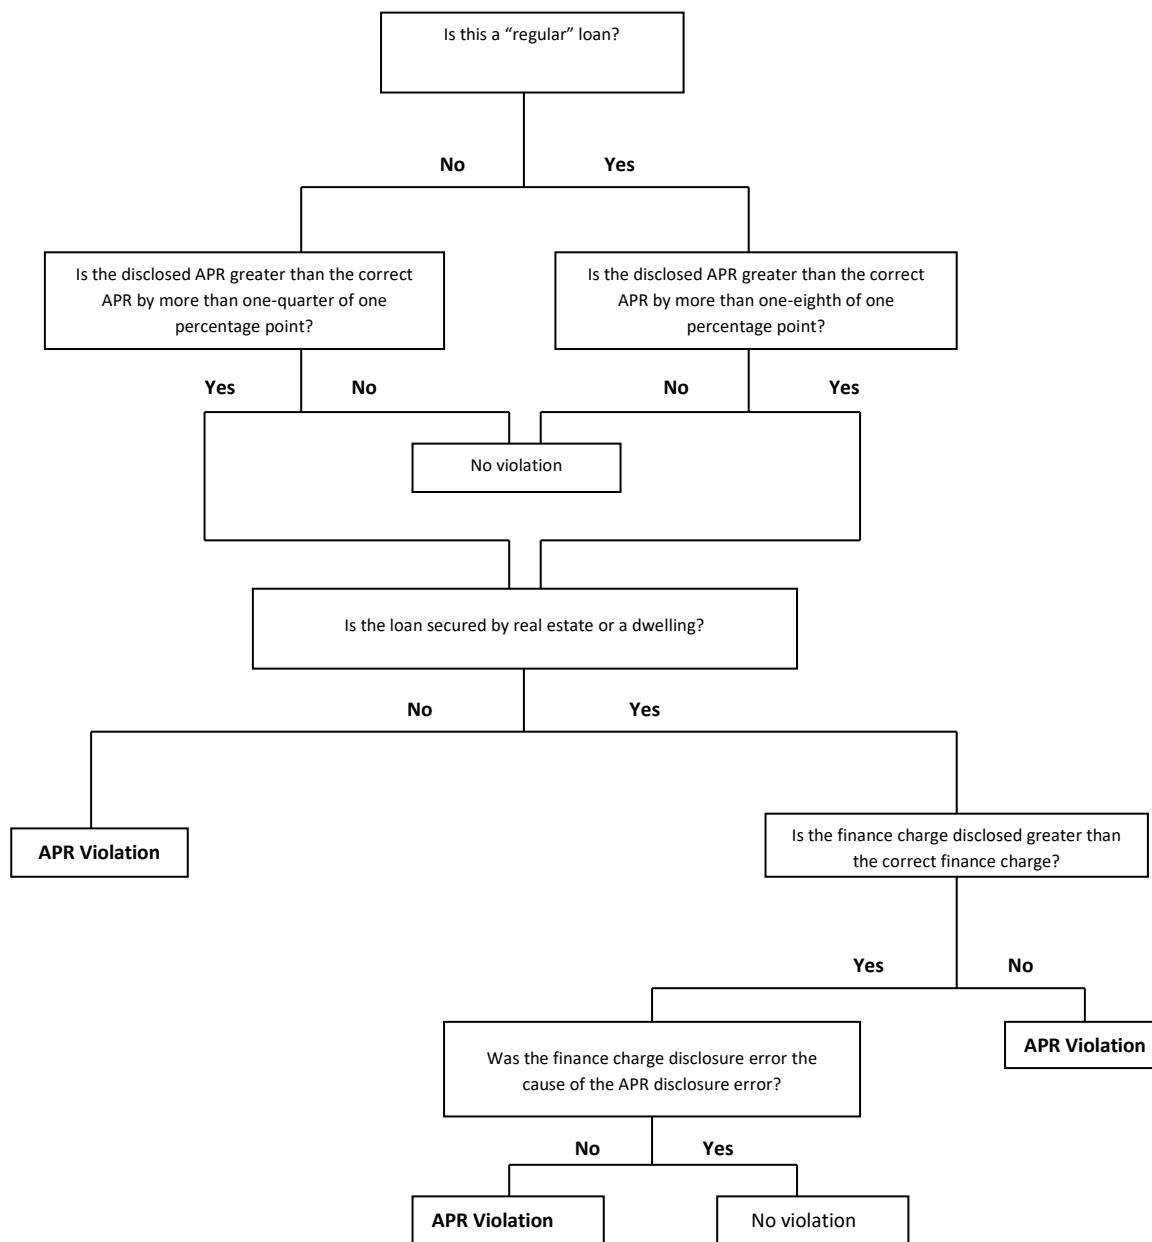 Is this a “regular” loan?
No
Yes
Is the disclosed APR greater than the correct
APR by more than one-quarter of one
percentage point?
Is the disclosed APR greater than the correct
APR by more than one-eighth of one
percentage point?
Yes
No
No
Yes
No violation
Is the loan secured by real estate or a dwelling?
No
Yes
APR Violation
Is the finance charge disclosed greater than
the correct finance charge?
Yes
No
Was the finance charge disclosure error the
cause of the APR disclosure error?
APR Violation
No
Yes
APR Violation
No violation